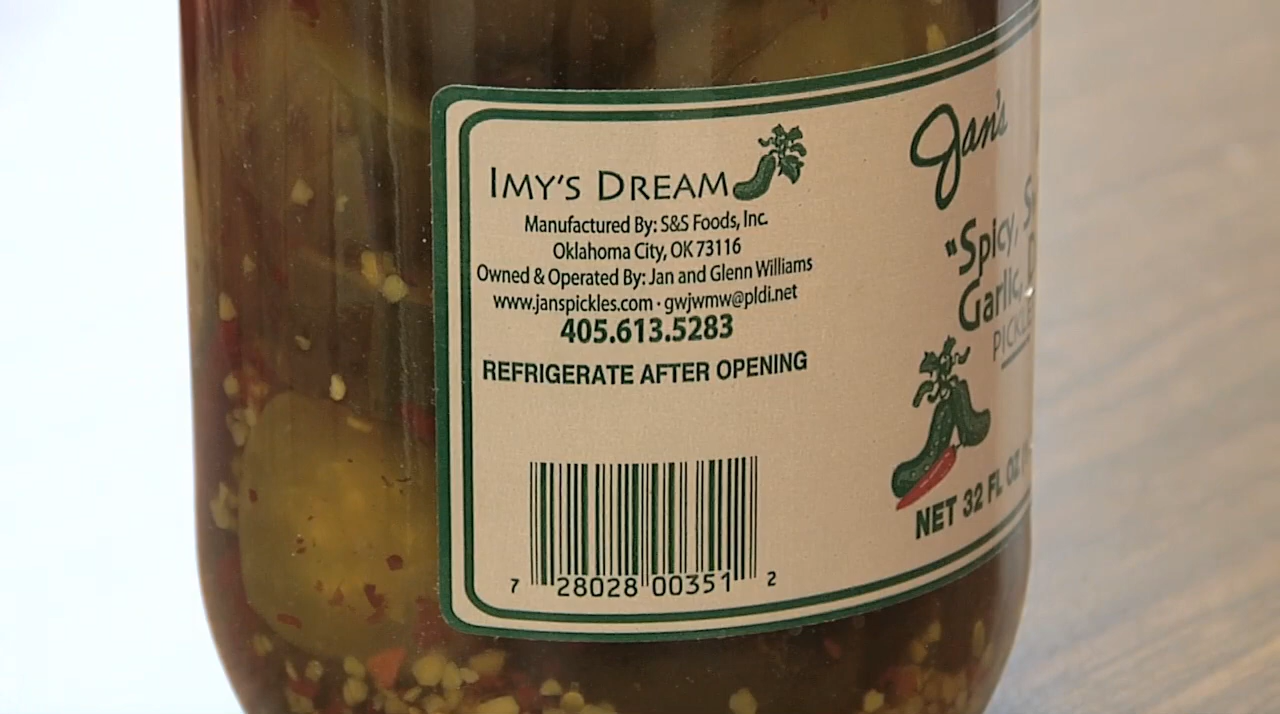 IMY'S DREAM
Manufactured By: S&S Foods, Inc.
Oklahoma City, OK 73116
Owned & Operated By: Jan and Glenn Williams
www.janspickles.com · gwjwmw@pldi.net
405.613.5283
REFRIGERATE AFTER OPENING
7 28028 00351 2
Jan's
"Spicy,
Garlic,
NET 32 FL OZ